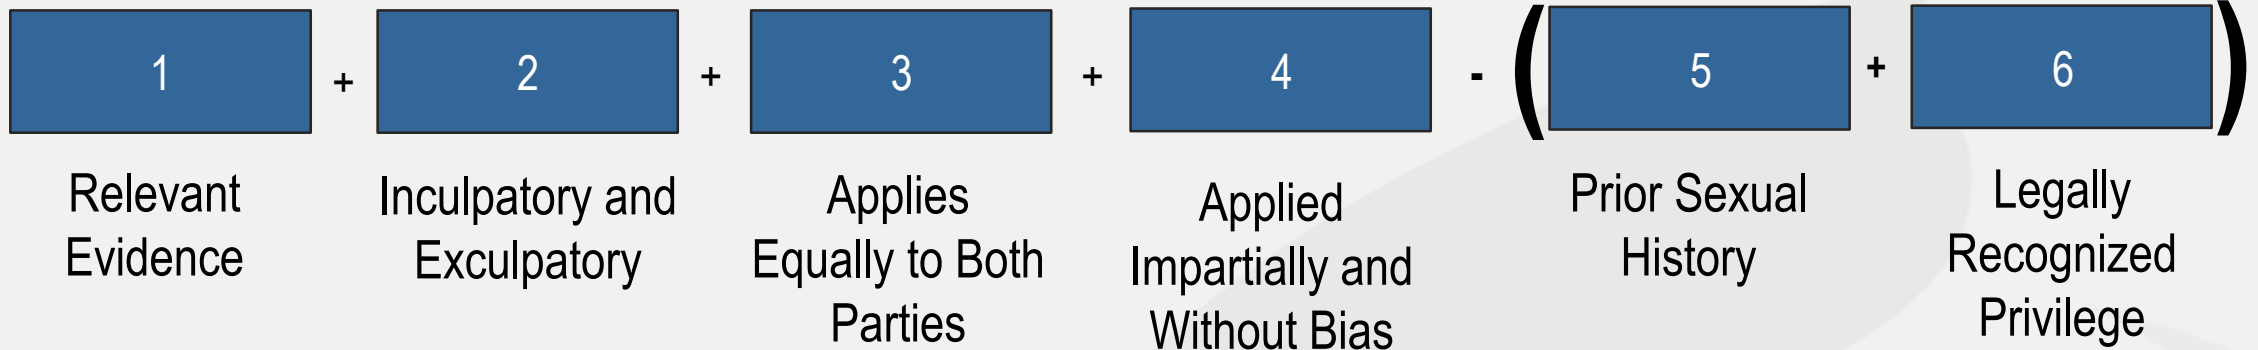 1 + 2 + 3 + 4 - ( 5 + 6 )
Relevant
Evidence
Inculpatory and
Exculpatory
Applies
Equally to Both
Parties
Applied
Impartially and
Without Bias
Prior Sexual
History
Legally
Recognized
Privilege